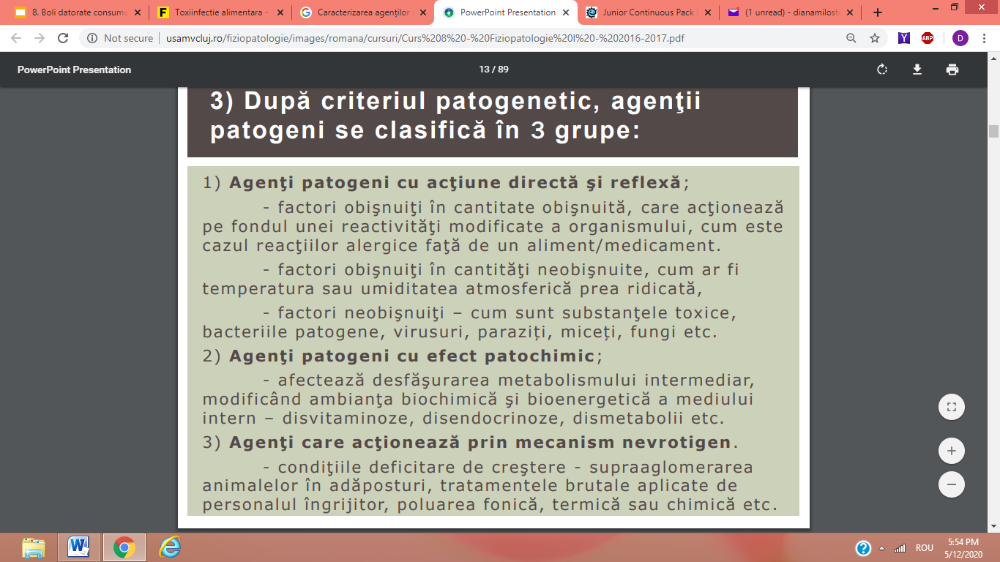 8. Boli datorate consumu
Toxiinfectie alimentara -
Caracterizarea agenților
PowerPoint Presentation
Junior Continuous Pack
(1 unread) - dianamilost
Not secure
usamvcluj.ro/fiziopatologie/images/romana/cursuri/Curs%208%20-%20Fiziopatologie%20I%20-%202016-2017.pdf
ABP
D
PowerPoint Presentation
13 / 89
3) După criteriul patogenetic, agenţii
patogeni se clasifică în 3 grupe:
1) Agenţi patogeni cu acţiune directă şi reflexă;
- factori obişnuiţi în cantitate obişnuită, care acţionează
pe fondul unei reactivităţi modificate a organismului, cum este
cazul reacţiilor alergice faţă de un aliment/medicament.
- factori obişnuiţi în cantităţi neobişnuite, cum ar fi
temperatura sau umiditatea atmosferică prea ridicată,
- factori neobişnuiţi – cum sunt substanţele toxice,
bacteriile patogene, virusuri, paraziți, miceți, fungi etc.
2) Agenţi patogeni cu efect patochimic;
- afectează desfăşurarea metabolismului intermediar,
modificând ambianţa biochimică şi bioenergetică a mediului
intern – disvitaminoze, disendocrinoze, dismetabolii etc.
3) Agenţi care acţionează prin mecanism nevrotigen.
- condiţiile deficitare de creştere - supraaglomerarea
animalelor în adăposturi, tratamentele brutale aplicate de
personalul îngrijitor, poluarea fonică, termică sau chimică etc.
ROU
5:54 PM
5/12/2020